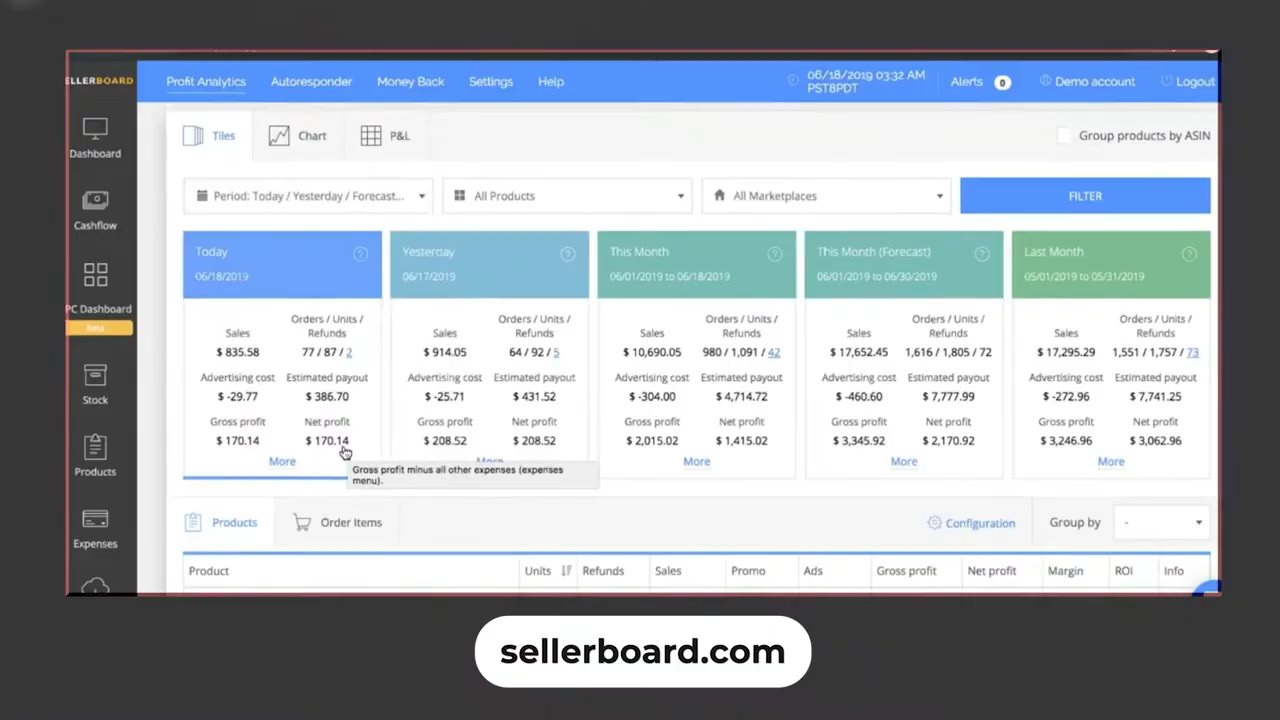 ELLERBOARD
Profit Analytics
Autoresponder
Money Back
Settings
Help
06/18/2019 03:32 AM
PST8PDT
Alerts 0
Demo account
Logout
Dashboard
Cashflow
PC Dashboard
Beta
Stock
Products
Expenses
Tiles
Chart
P&L
Group products by ASIN
Period: Today / Yesterday / Forecast...
All Products
All Marketplaces
FILTER
Today
06/18/2019
Sales
Orders / Units /
Refunds
$ 835.58
77 / 87 / 2
Advertising cost
Estimated payout
$ -29.77
$ 386.70
Gross profit
Net profit
$ 170.14
$ 170.14
More
Yesterday
06/17/2019
Sales
Orders / Units /
Refunds
$ 914.05
64 / 92 / 5
Advertising cost
Estimated payout
$ -25.71
$ 431.52
Gross profit
Net profit
$ 208.52
$ 208.52
More
This Month
06/01/2019 to 06/18/2019
Sales
Orders / Units /
Refunds
$ 10,690.05
980 / 1,091 / 42
Advertising cost
Estimated payout
$ -304.00
$ 4,714.72
Gross profit
Net profit
$ 2,015.02
$ 1,415.02
More
This Month (Forecast)
06/01/2019 to 06/30/2019
Sales
Orders / Units /
Refunds
$ 17,652.45
1,616 / 1,805 / 72
Advertising cost
Estimated payout
$ -460.60
$ 7,777.99
Gross profit
Net profit
$ 3,345.92
$ 2,170.92
More
Last Month
05/01/2019 to 05/31/2019
Sales
Orders / Units /
Refunds
$ 17,295.29
1,551 / 1,757 / 73
Advertising cost
Estimated payout
$ -272.96
$ 7,741.25
Gross profit
Net profit
$ 3,246.96
$ 3,062.96
More
Gross profit minus all other expenses (expenses
menu).
Products
Order Items
Configuration
Group by
-
Product
Units
Refunds
Sales
Promo
Ads
Gross profit
Net profit
Margin
ROI
Info
sellerboard.com